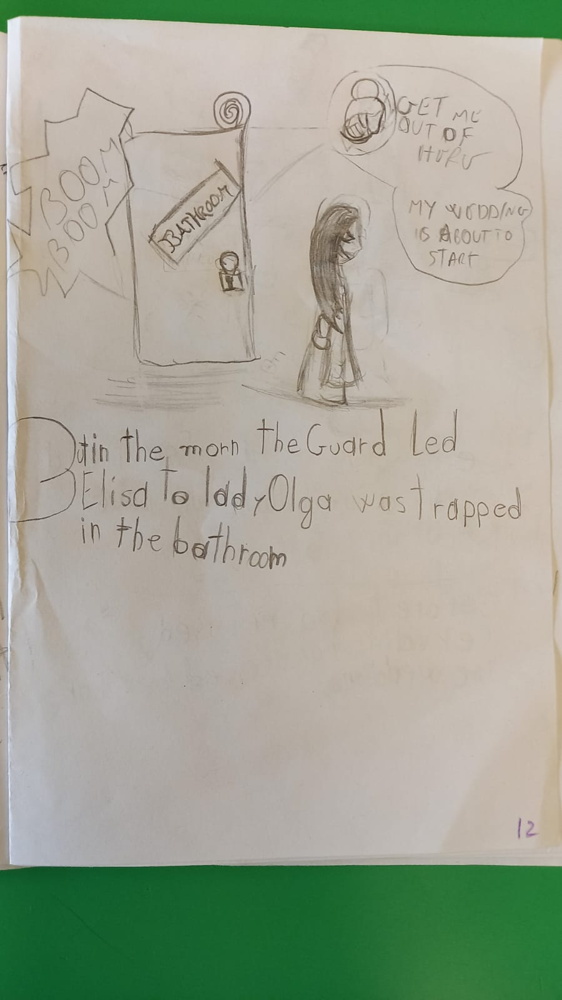 BOOM
BOOM
BATHROOM
GET ME
OUT OF
HERE
MY WEDDING
IS ABOUT TO
START
But in the morn the Guard Led
Elisa To lady Olga was trapped
in the bathroom
12